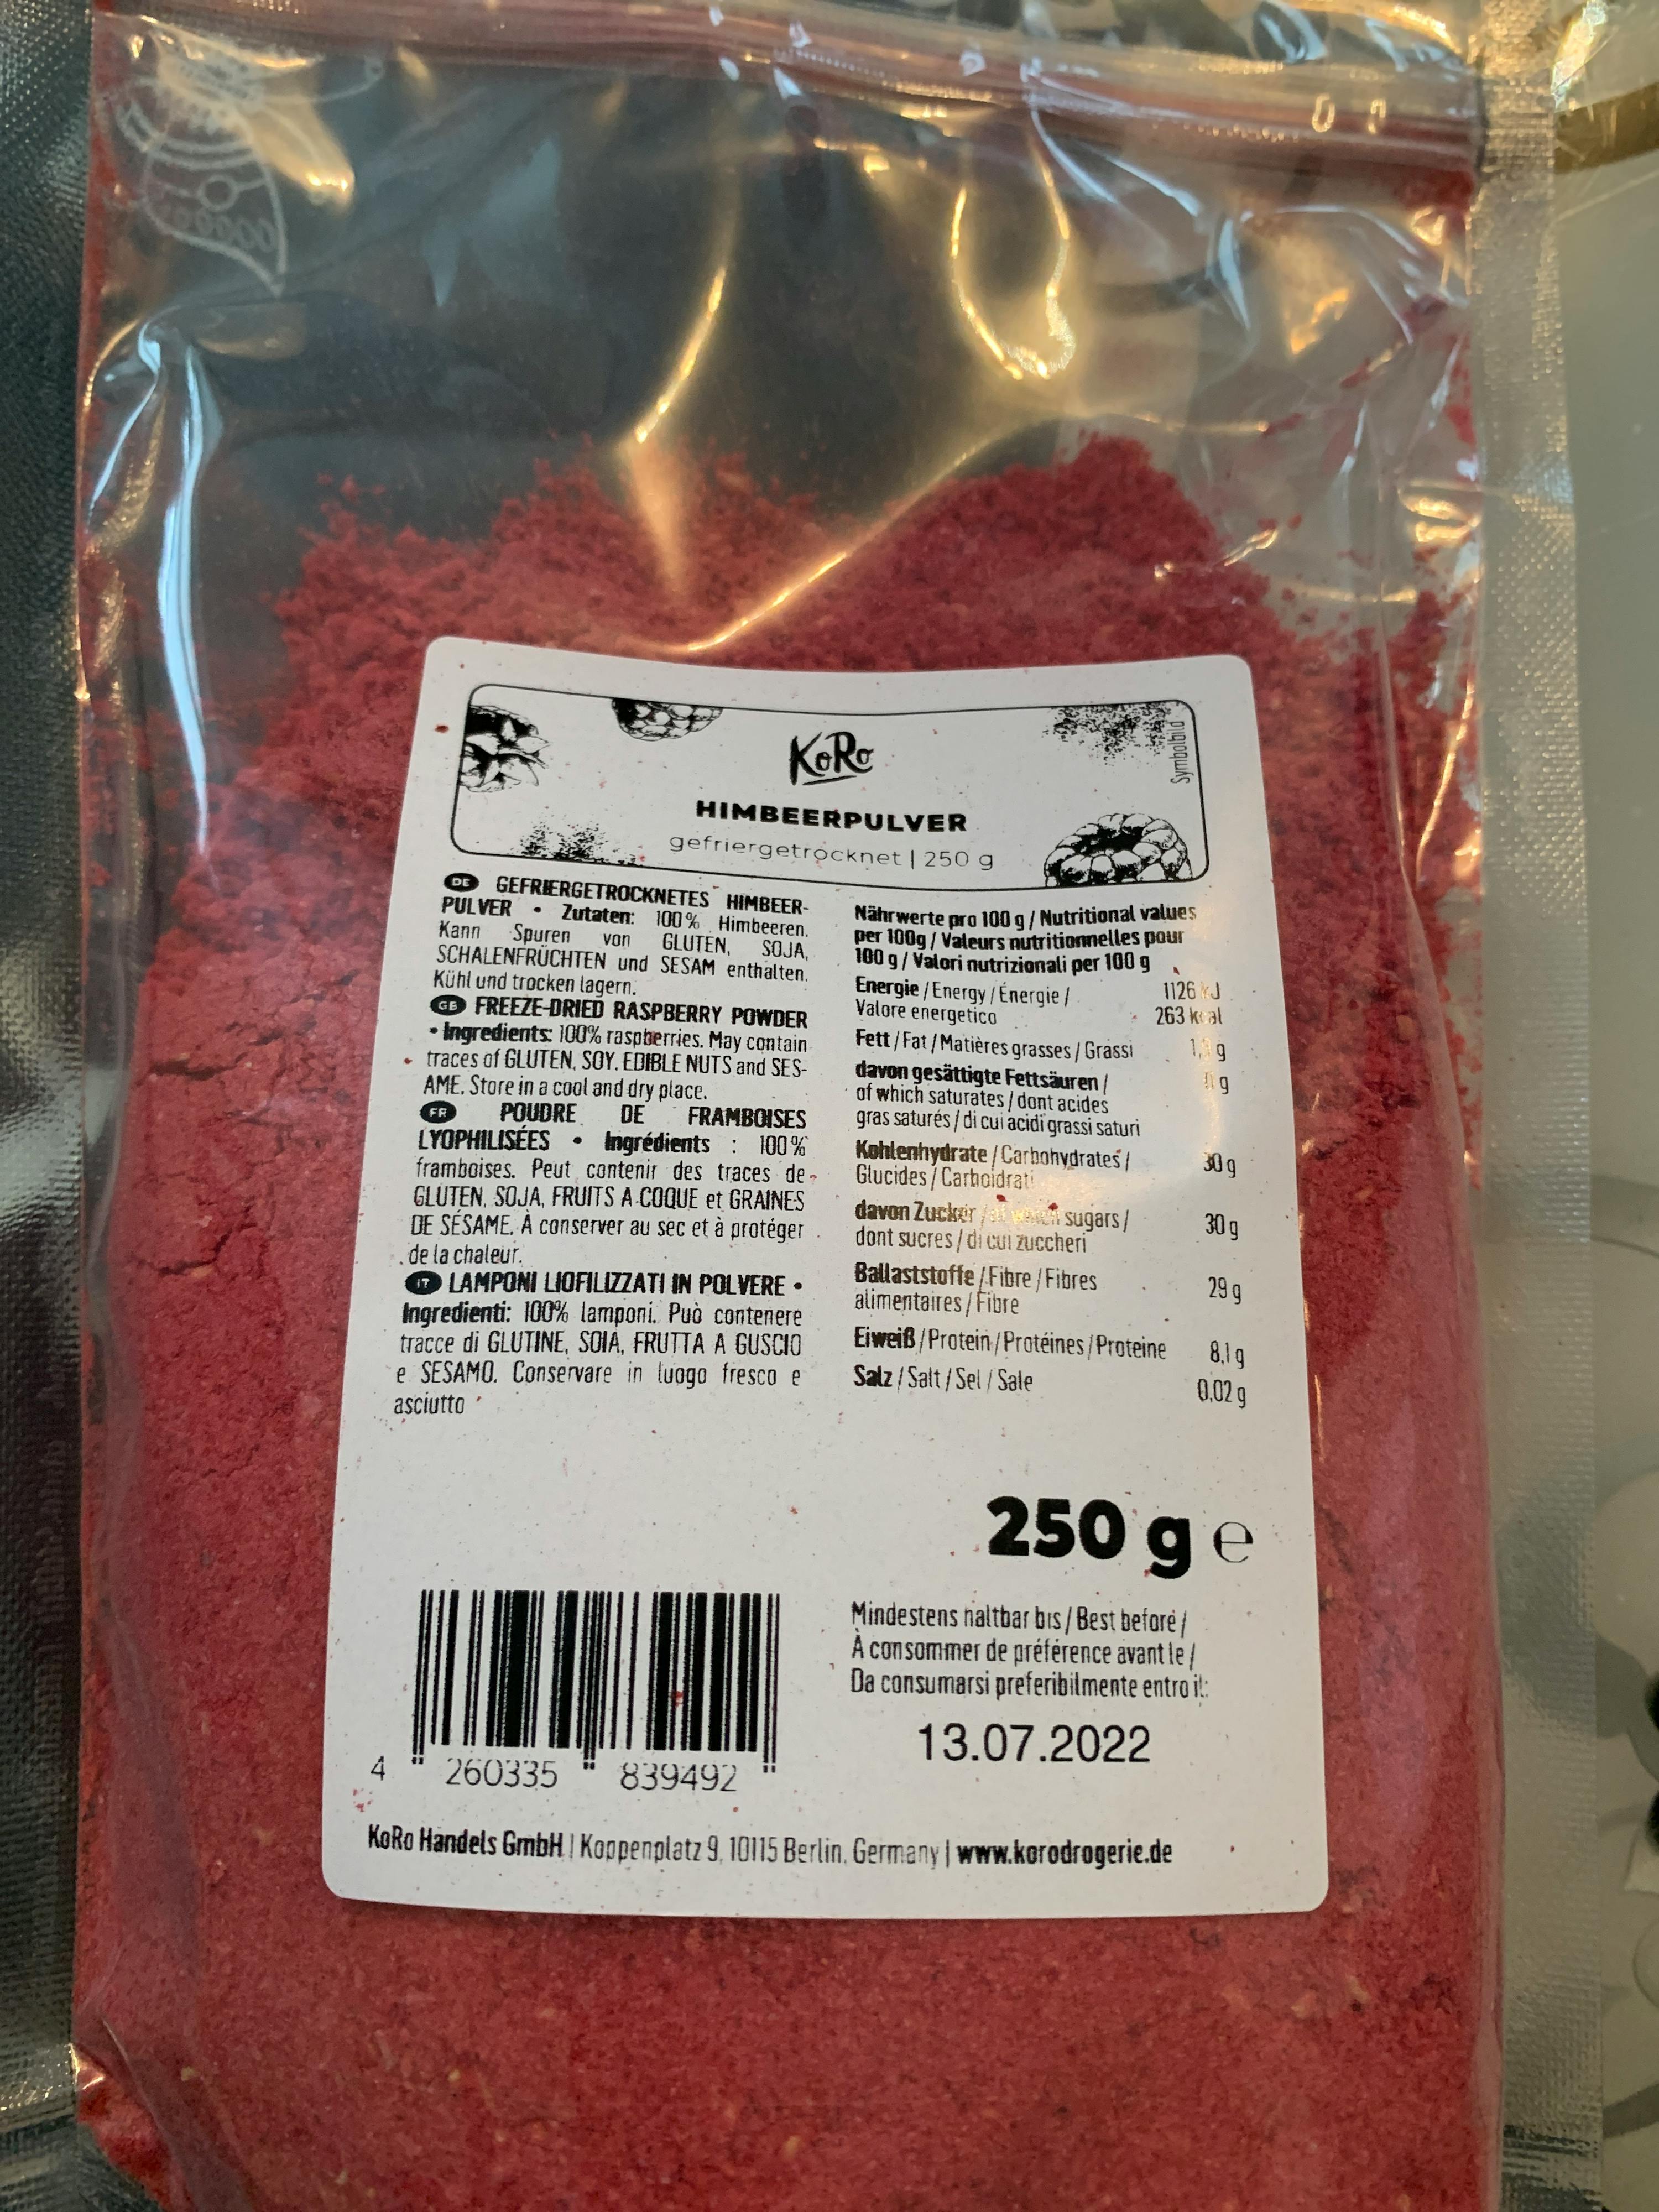 KoRo
Symbolbild
HIMBEERPULVER
gefriergetrocknet | 250 g
DE GEFRIERGETROCKNETES HIMBEER-
PULVER • Zutaten: 100% Himbeeren.
Kann Spuren von GLUTEN, SOJA,
SCHALENFRÜCHTEN und SESAM enthalten.
Kühl und trocken lagern.
GB FREEZE-DRIED RASPBERRY POWDER
• Ingredients: 100% raspberries. May contain
traces of GLUTEN, SOY, EDIBLE NUTS and SES-
AME. Store in a cool and dry place.
FR POUDRE DE FRAMBOISES
LYOPHILISÉES • Ingrédients : 100%
framboises. Peut contenir des traces de
GLUTEN, SOJA, FRUITS A COQUE et GRAINES
DE SÉSAME. À conserver au sec et à protéger
de la chaleur.
IT LAMPONI LIOFILIZZATI IN POLVERE •
Ingredienti: 100% lamponi. Può contenere
tracce di GLUTINE, SOIA, FRUTTA A GUSCIO
e SESAMO. Conservare in luogo fresco e
asciutto
Nährwerte pro 100 g / Nutritional values
per 100g / Valeurs nutritionnelles pour
100 g / Valori nutrizionali per 100 g
Energie / Energy / Énergie / 1126 kJ
Valore energetico 263 kcal
Fett / Fat / Matières grasses / Grassi g
davon gesättigte Fettsäuren / g
of which saturates / dont acides
gras saturés / di cui acidi grassi saturi
Kohlenhydrate / Carbohydrates / 30 g
Glucides / Carboidrati
davon Zucker / of which sugars / 30 g
dont sucres / di cui zuccheri
Ballaststoffe / Fibre / Fibres 29 g
alimentaires / Fibre
Eiweiß / Protein / Protéines / Proteine 8,1 g
Salz / Salt / Sel / Sale 0,02 g
250 g e
Mindestens haltbar bis / Best before /
À consommer de préférence avant le /
Da consumarsi preferibilmente entro il:
13.07.2022
4 260335 839492
KoRo Handels GmbH | Koppenplatz 9, 10115 Berlin, Germany | www.korodrogerie.de